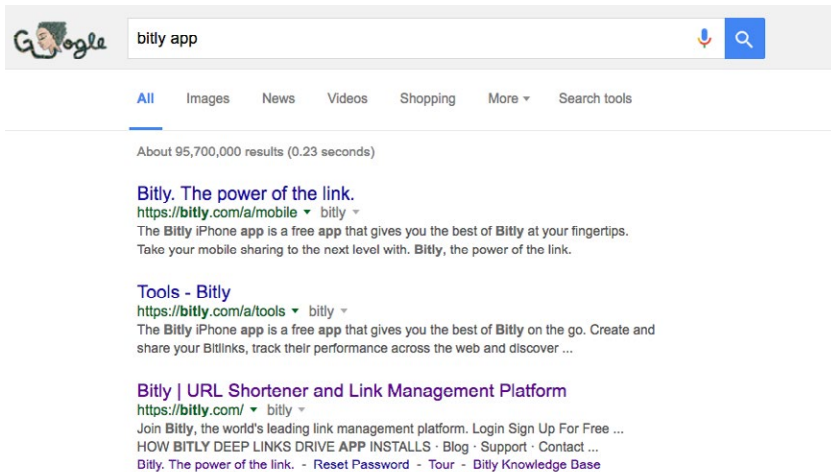 Google
bitly app
All Images News Videos Shopping More Search tools
About 95,700,000 results (0.23 seconds)
Bitly. The power of the link.
https://bitly.com/a/mobile bitly
The Bitly iPhone app is a free app that gives you the best of Bitly at your fingertips.
Take your mobile sharing to the next level with. Bitly, the power of the link.
Tools - Bitly
https://bitly.com/a/tools bitly
The Bitly iPhone app is a free app that gives you the best of Bitly on the go. Create and
share your Bitlinks, track their performance across the web and discover ...
Bitly | URL Shortener and Link Management Platform
https://bitly.com/ bitly
Join Bitly, the world's leading link management platform. Login Sign Up For Free ...
HOW BITLY DEEP LINKS DRIVE APP INSTALLS · Blog · Support · Contact ...
Bitly. The power of the link. - Reset Password - Tour - Bitly Knowledge Base